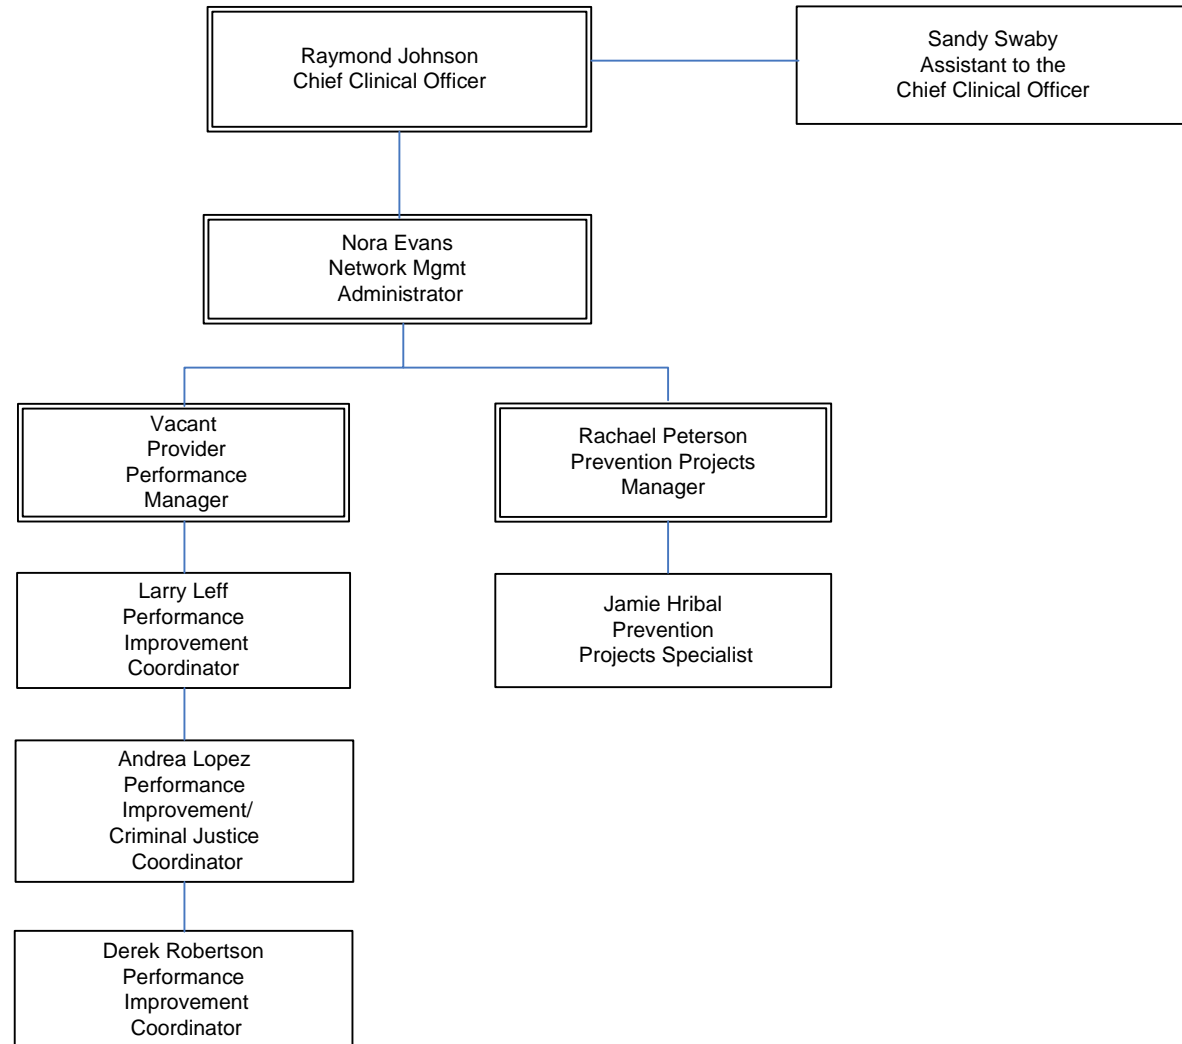 Raymond Johnson
Chief Clinical Officer
Sandy Swaby
Assistant to the
Chief Clinical Officer
Nora Evans
Network Mgmt
Administrator
Vacant
Provider
Performance
Manager
Rachael Peterson
Prevention Projects
Manager
Larry Leff
Performance
Improvement
Coordinator
Jamie Hribal
Prevention
Projects Specialist
Andrea Lopez
Performance
Improvement/
Criminal Justice
Coordinator
Derek Robertson
Performance
Improvement
Coordinator